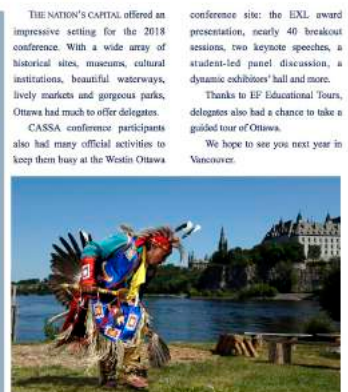 THE NATION'S CAPITAL offered an
impressive setting for the 2018
conference. With a wide array of
historical sites, museums, cultural
institutions, beautiful waterways,
lively markets and gorgeous parks,
Ottawa had much to offer delegates.
CASSA conference participants
also had many official activities to
keep them busy at the Westin Ottawa
conference site: the EXL award
presentation, nearly 40 breakout
sessions, two keynote speeches, a
student-led panel discussion, a
dynamic exhibitors' hall and more.
Thanks to EF Educational Tours,
delegates also had a chance to take a
guided tour of Ottawa.
We hope to see you next year in
Vancouver.